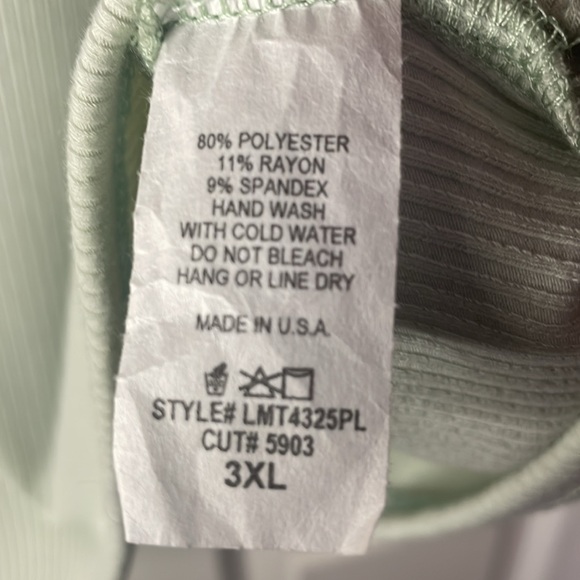 80% POLYESTER
11% RAYON
9% SPANDEX
HAND WASH
WITH COLD WATER
DO NOT BLEACH
HANG OR LINE DRY
MADE IN U.S.A.
STYLE# LMT4325PL
CUT# 5903
3XL